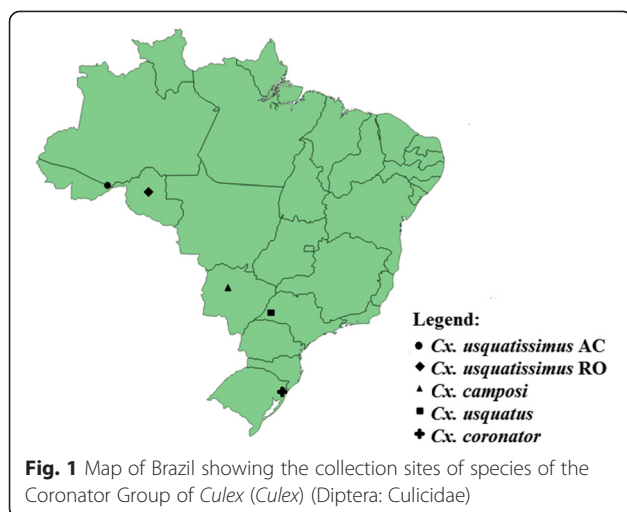 Legend:
Cx. usquatissimus AC
Cx. usquatissimus RO
Cx. camposi
Cx. usquatus
Cx. coronator
Fig. 1 Map of Brazil showing the collection sites of species of the
Coronator Group of Culex (Culex) (Diptera: Culicidae)